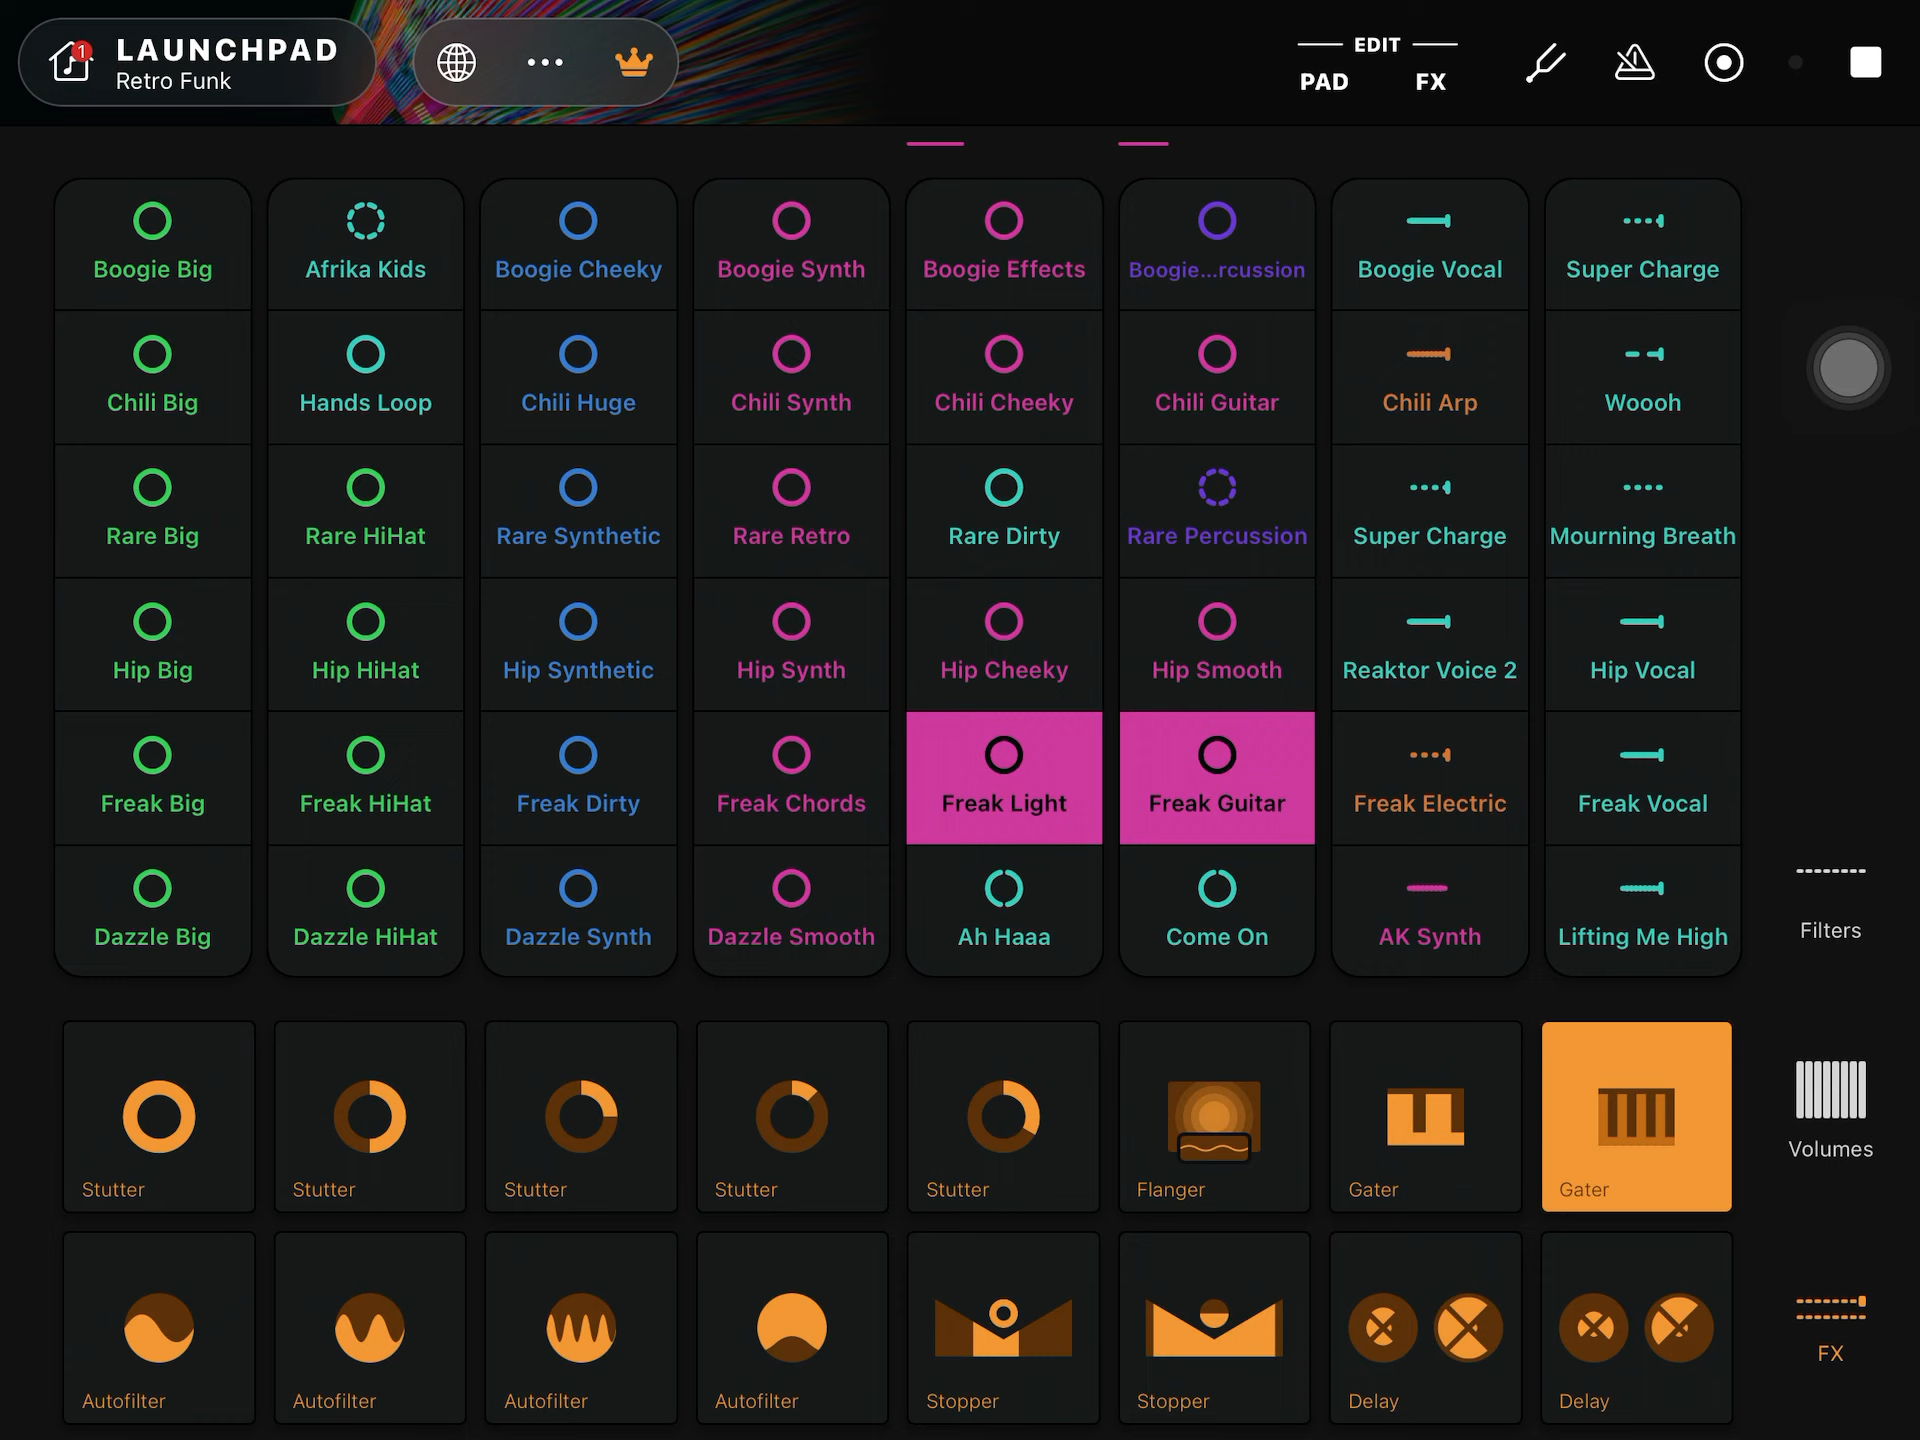 1
LAUNCHPAD
Retro Funk
EDIT
PAD FX
Boogie Big Afrika Kids Boogie Cheeky Boogie Synth Boogie Effects Boogie...rcussion Boogie Vocal Super Charge
Chili Big Hands Loop Chili Huge Chili Synth Chili Cheeky Chili Guitar Chili Arp Woooh
Rare Big Rare HiHat Rare Synthetic Rare Retro Rare Dirty Rare Percussion Super Charge Mourning Breath
Hip Big Hip HiHat Hip Synthetic Hip Synth Hip Cheeky Hip Smooth Reaktor Voice 2 Hip Vocal
Freak Big Freak HiHat Freak Dirty Freak Chords Freak Light Freak Guitar Freak Electric Freak Vocal
Dazzle Big Dazzle HiHat Dazzle Synth Dazzle Smooth Ah Haaa Come On AK Synth Lifting Me High
Filters
Volumes
Stutter Stutter Stutter Stutter Stutter Flanger Gater Gater
FX
Autofilter Autofilter Autofilter Autofilter Stopper Stopper Delay Delay